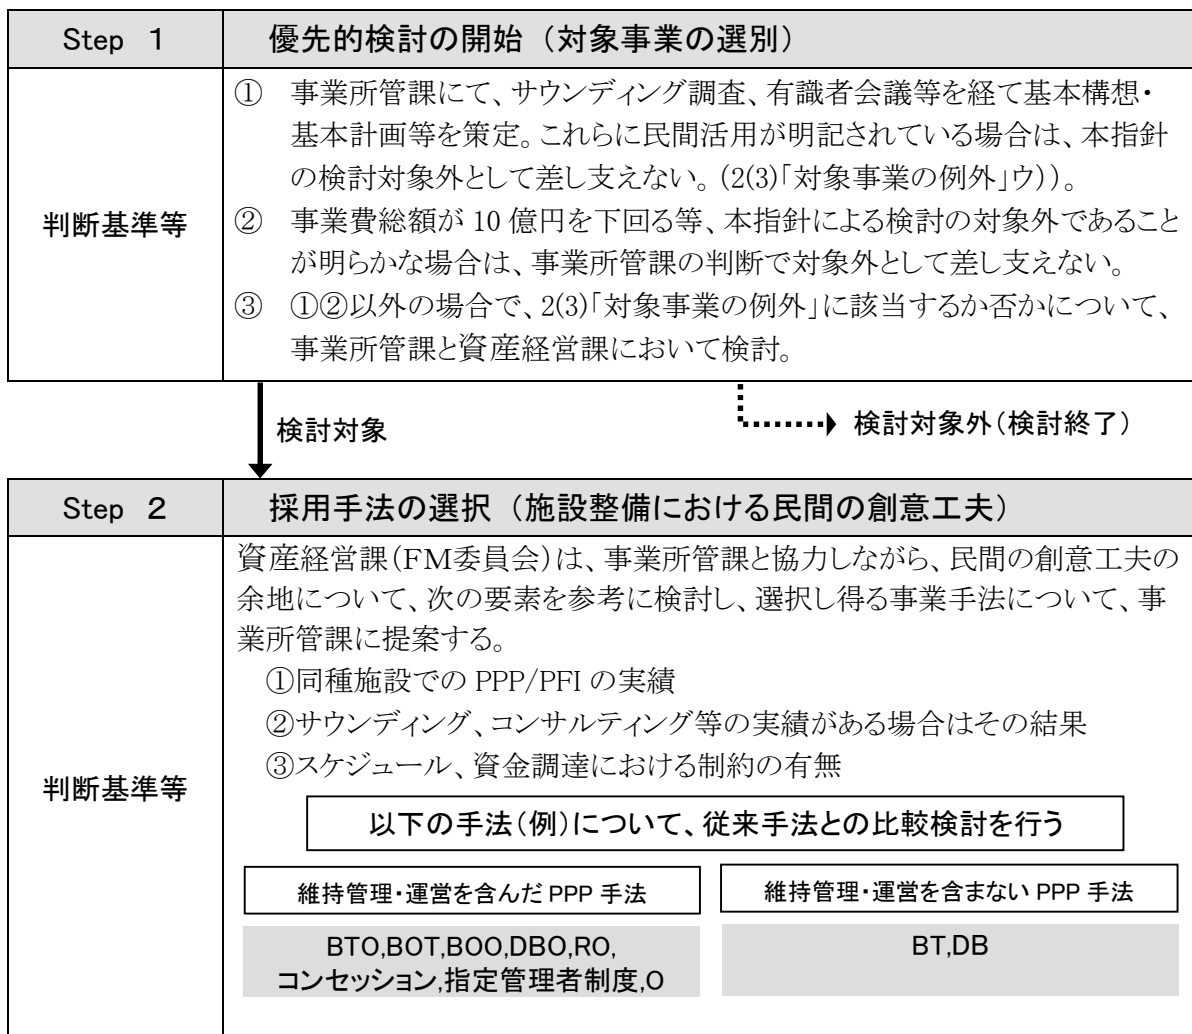 Step 1
優先的検討の開始（対象事業の選別）
判断基準等
① 事業所管課にて、サウンディング調査、有識者会議等を経て基本構想・
基本計画等を策定。これらに民間活用が明記されている場合は、本指針
の検討対象外として差し支えない。(2(3)「対象事業の例外」ウ))。
② 事業費総額が 10 億円を下回る等、本指針による検討の対象外であること
が明らかな場合は、事業所管課の判断で対象外として差し支えない。
③ ①②以外の場合で、2(3)「対象事業の例外」に該当するか否かについて、
事業所管課と資産経営課において検討。
検討対象
検討対象外（検討終了）
Step 2
採用手法の選択（施設整備における民間の創意工夫）
判断基準等
資産経営課(FM委員会)は、事業所管課と協力しながら、民間の創意工夫の
余地について、次の要素を参考に検討し、選択し得る事業手法について、事
業所管課に提案する。
①同種施設での PPP/PFI の実績
②サウンディング、コンサルティング等の実績がある場合はその結果
③スケジュール、資金調達における制約の有無
以下の手法（例）について、従来手法との比較検討を行う
維持管理・運営を含んだ PPP 手法
維持管理・運営を含まない PPP 手法
BTO,BOT,BOO,DBO,RO,
コンセッション,指定管理者制度,O
BT,DB